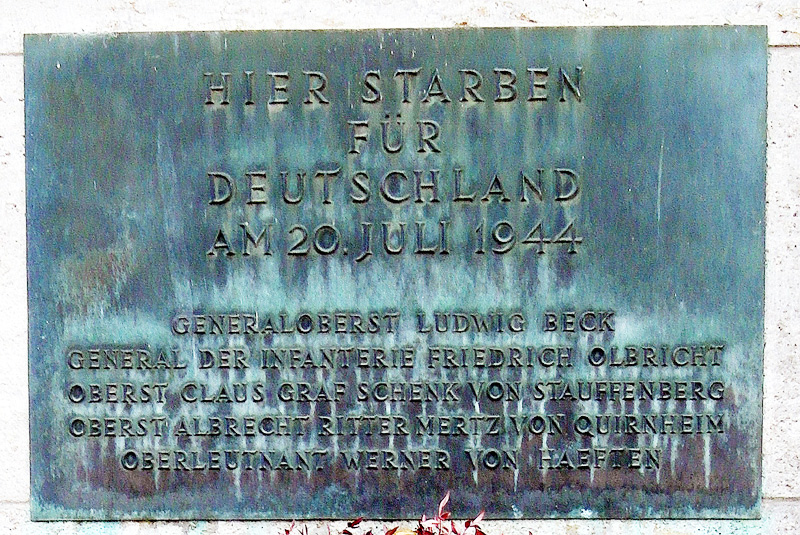 HIER STARBEN
FÜR
DEUTSCHLAND
AM 20. JULI 1944
GENERALOBERST LUDWIG BECK
GENERAL DER INFANTERIE FRIEDRICH OLBRICHT
OBERST CLAUS GRAF SCHENK VON STAUFFENBERG
OBERST ALBRECHT RITTER MERTZ VON QUIRNHEIM
OBERLEUTNANT WERNER VON HAEFTEN